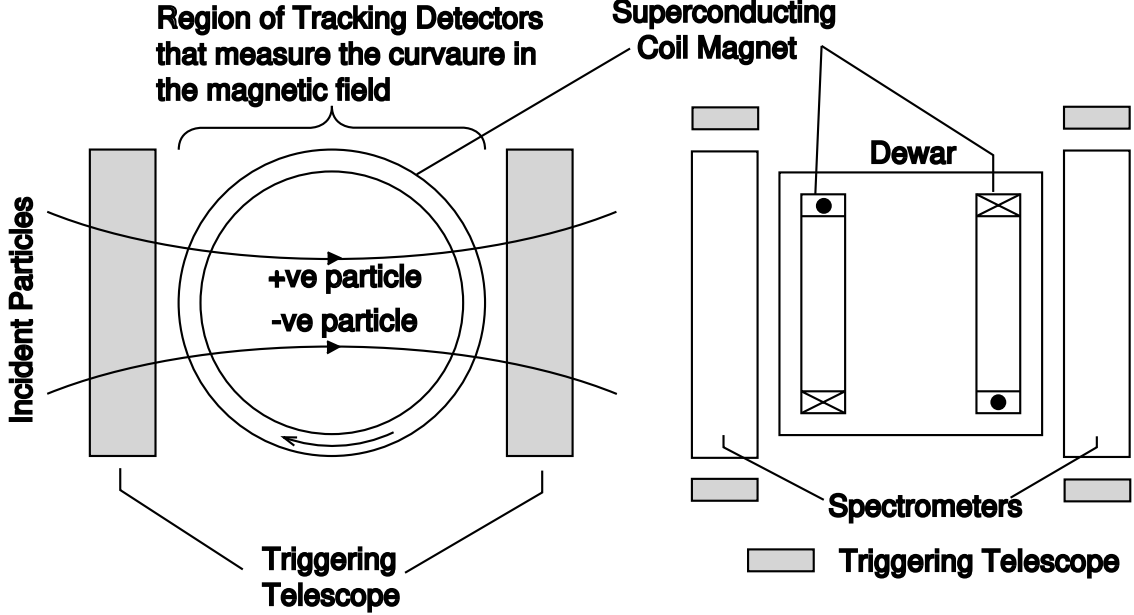 Region of Tracking Detectors
that measure the curvaure in
the magnetic field
Superconducting
Coil Magnet
Dewar
Incident Particles
+ve particle
-ve particle
Spectrometers
Triggering
Telescope
Triggering Telescope